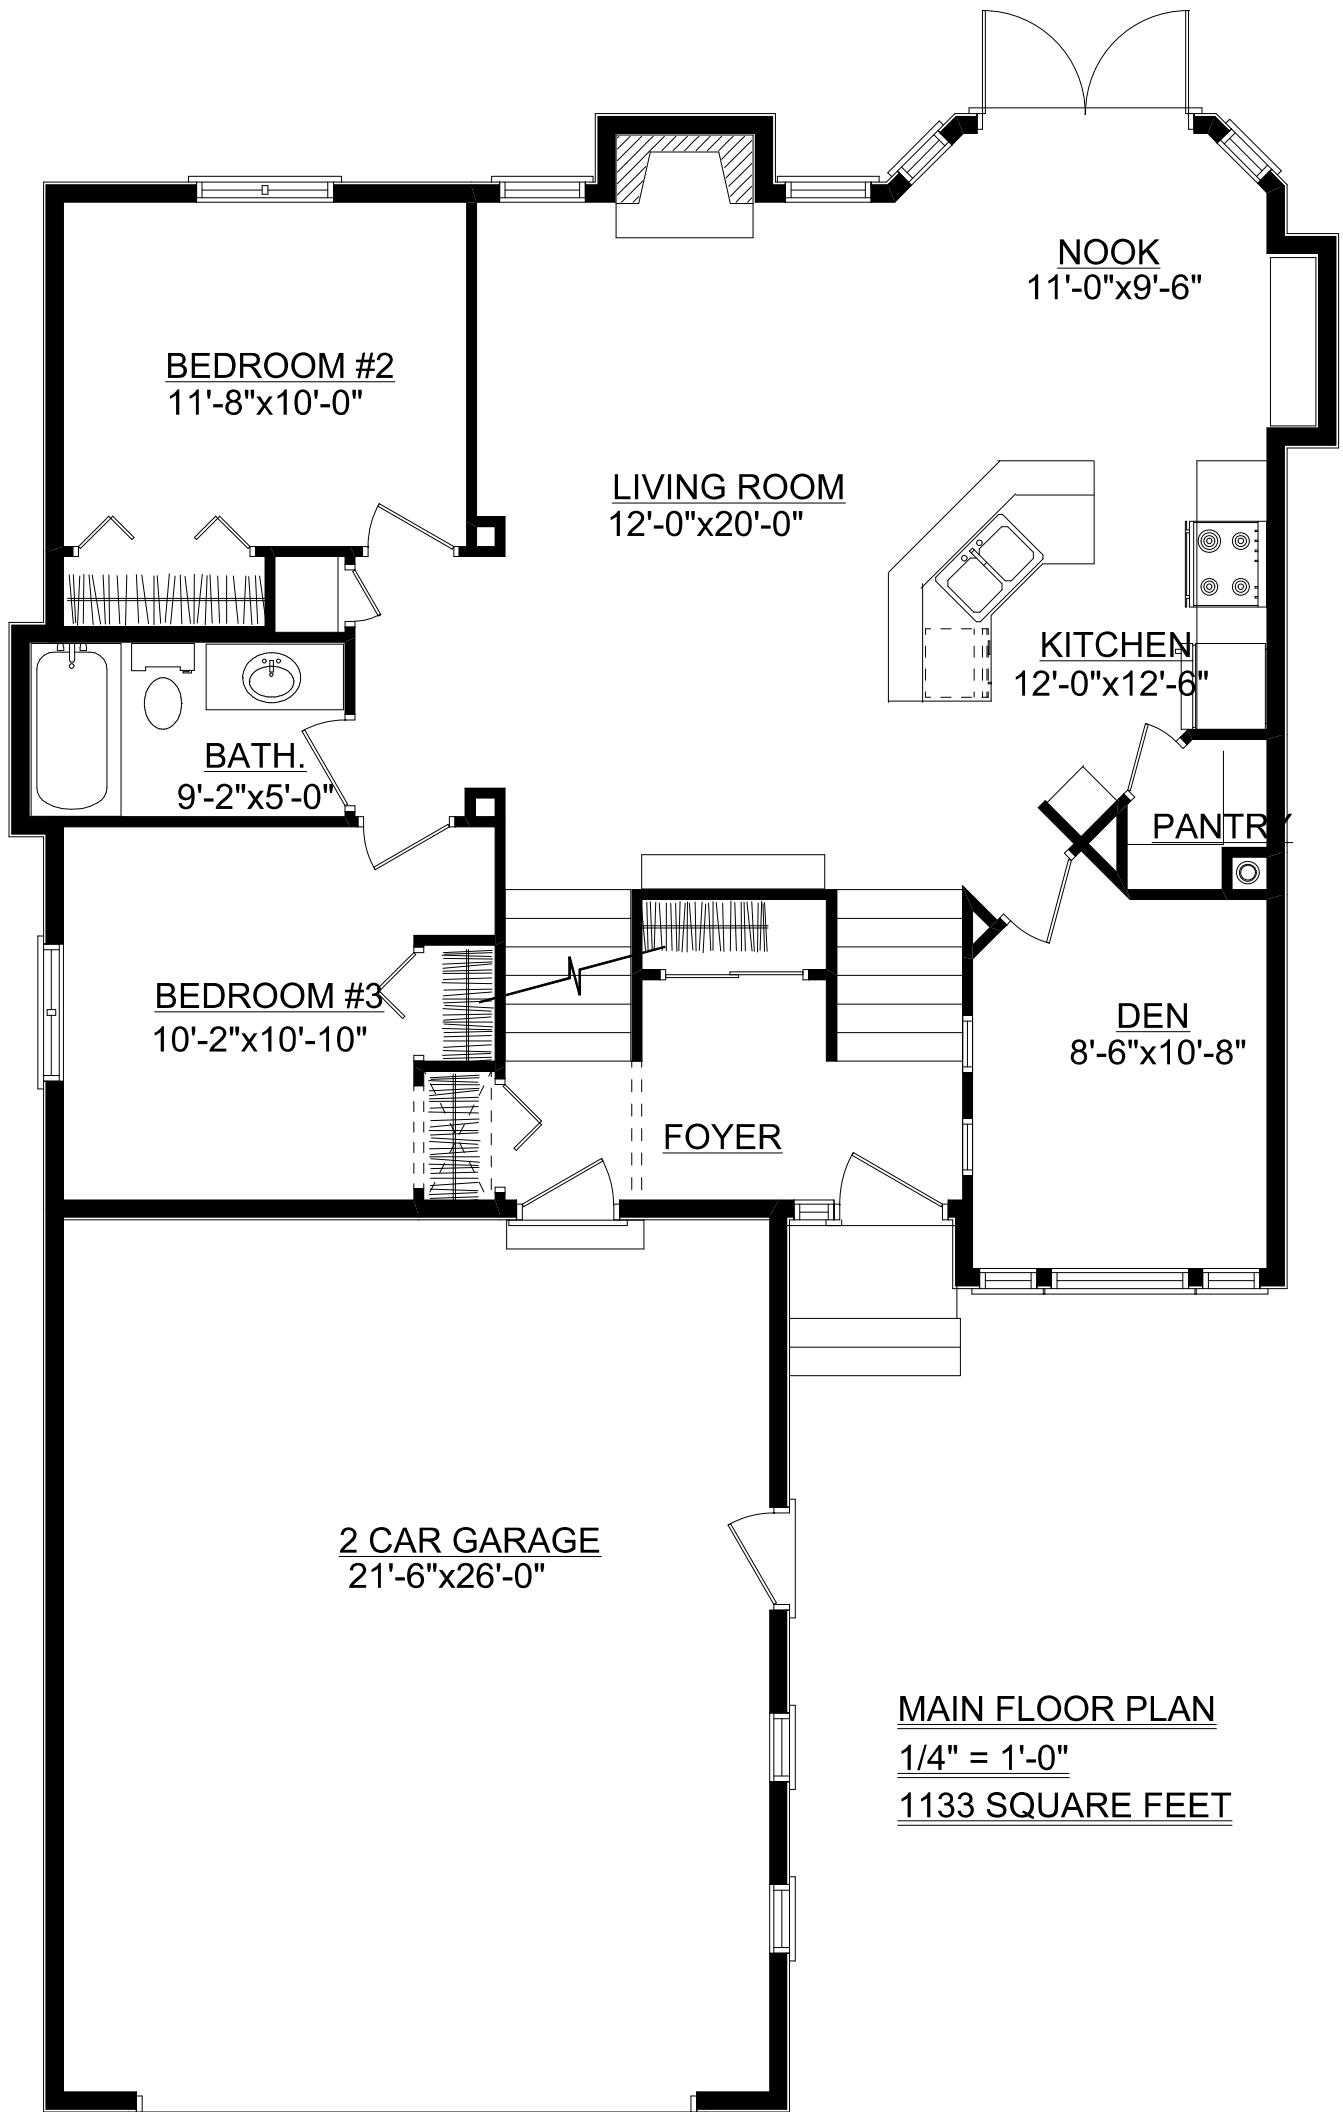 NOOK
11'-0"x9'-6"
BEDROOM #2
11'-8"x10'-0"
LIVING ROOM
12'-0"x20'-0"
KITCHEN
12'-0"x12'-6"
BATH.
9'-2"x5'-0"
PANTRY
BEDROOM #3
10'-2"x10'-10"
DEN
8'-6"x10'-8"
FOYER
2 CAR GARAGE
21'-6"x26'-0"
MAIN FLOOR PLAN
1/4" = 1'-0"
1133 SQUARE FEET